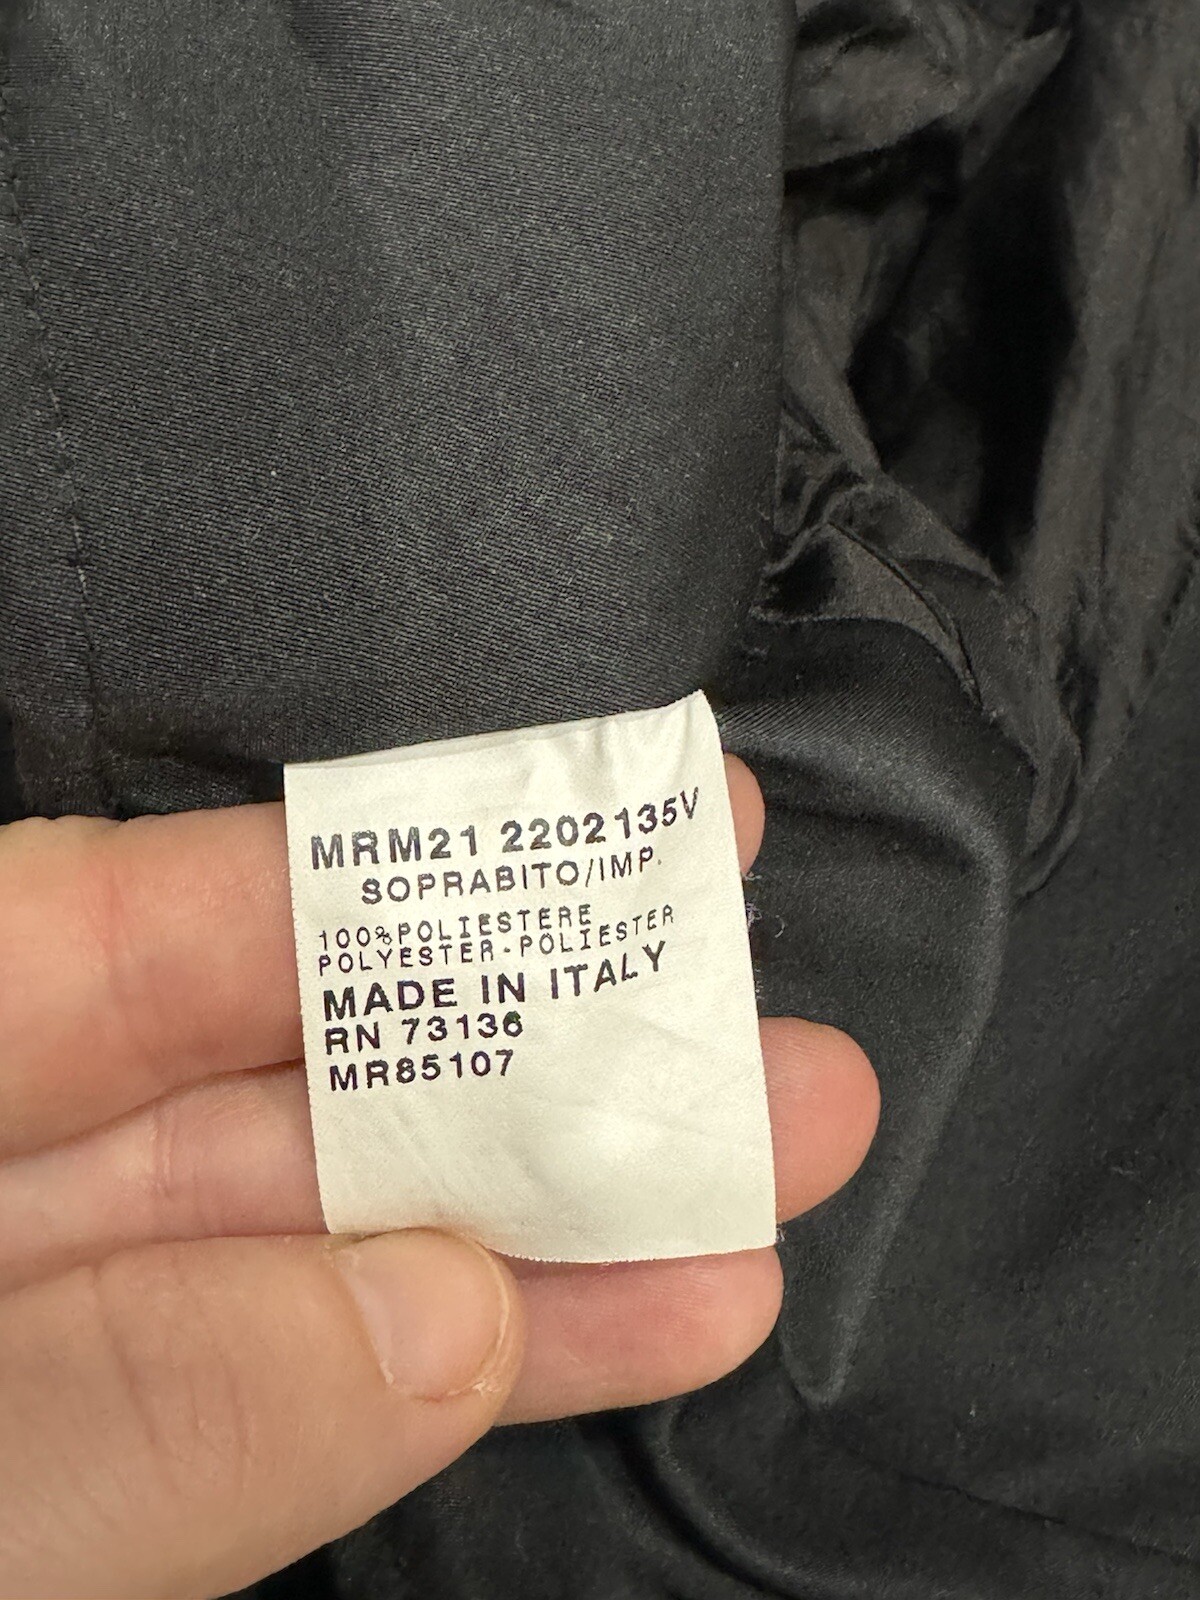 MRM21 2202135V
SOPRABITO/IMP.
100%POLIESTERE
POLYESTER-POLIESTER
MADE IN ITALY
RN 73136
MR85107